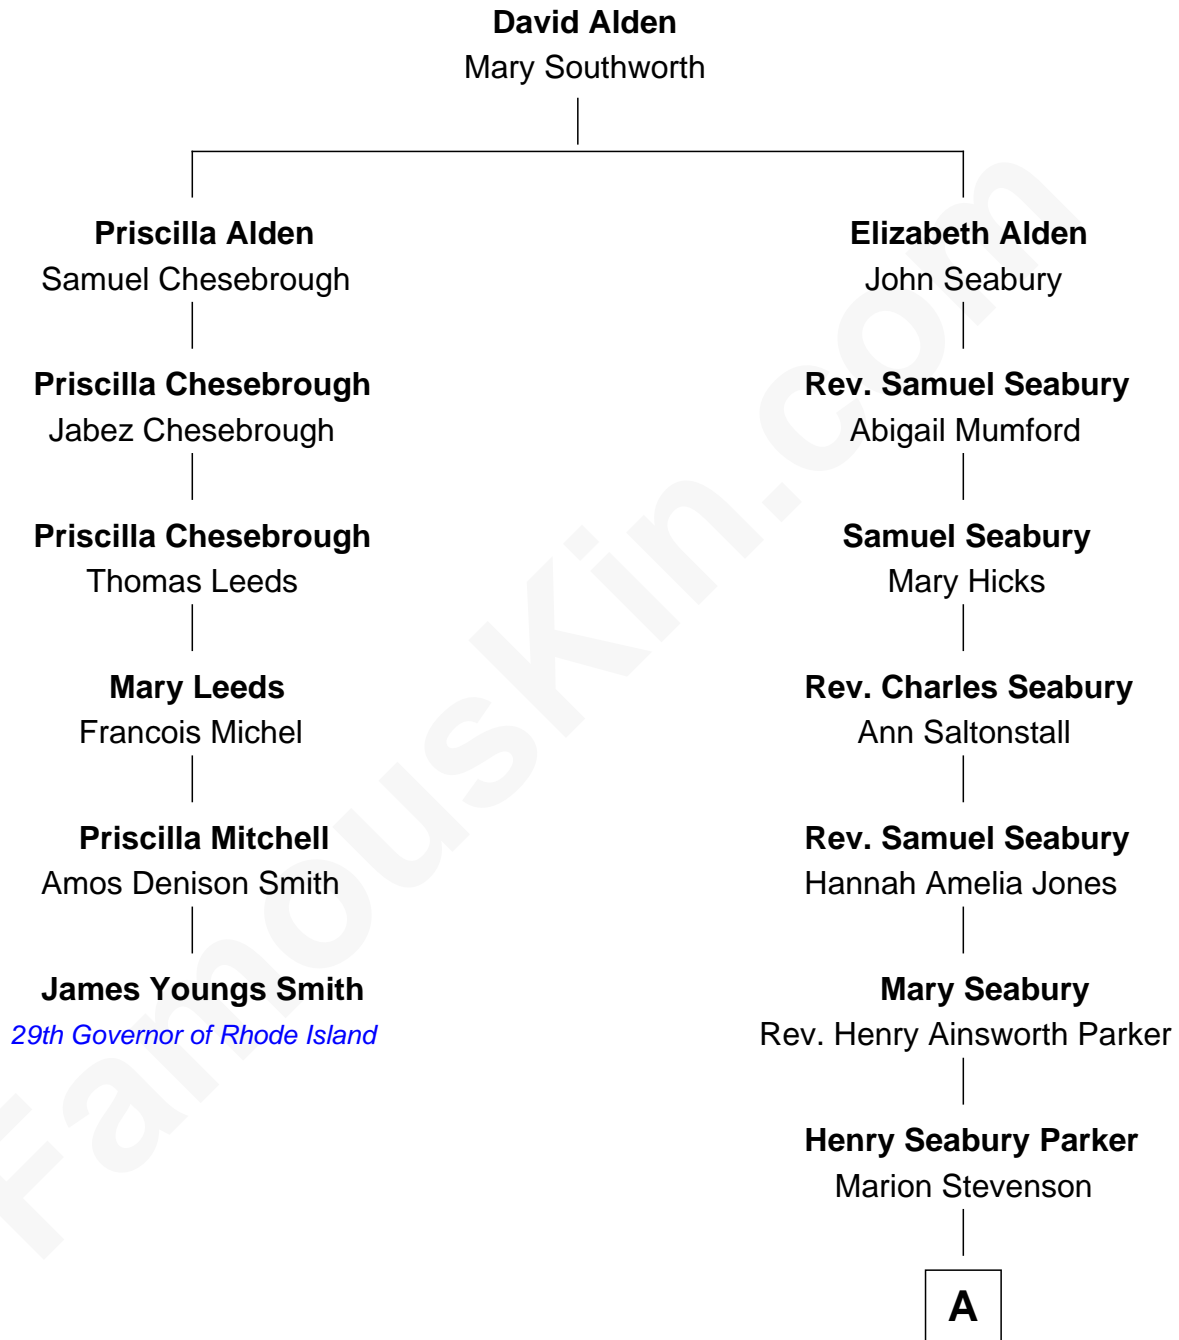 David Alden
Mary Southworth
Priscilla Alden
Samuel Chesebrough
Elizabeth Alden
John Seabury
Priscilla Chesebrough
Jabez Chesebrough
Rev. Samuel Seabury
Abigail Mumford
Priscilla Chesebrough
Thomas Leeds
Samuel Seabury
Mary Hicks
Mary Leeds
Francois Michel
Rev. Charles Seabury
Ann Saltonstall
Priscilla Mitchell
Amos Denison Smith
Rev. Samuel Seabury
Hannah Amelia Jones
James Youngs Smith
29th Governor of Rhode Island
Mary Seabury
Rev. Henry Ainsworth Parker
Henry Seabury Parker
Marion Stevenson
A
FamousKin.com